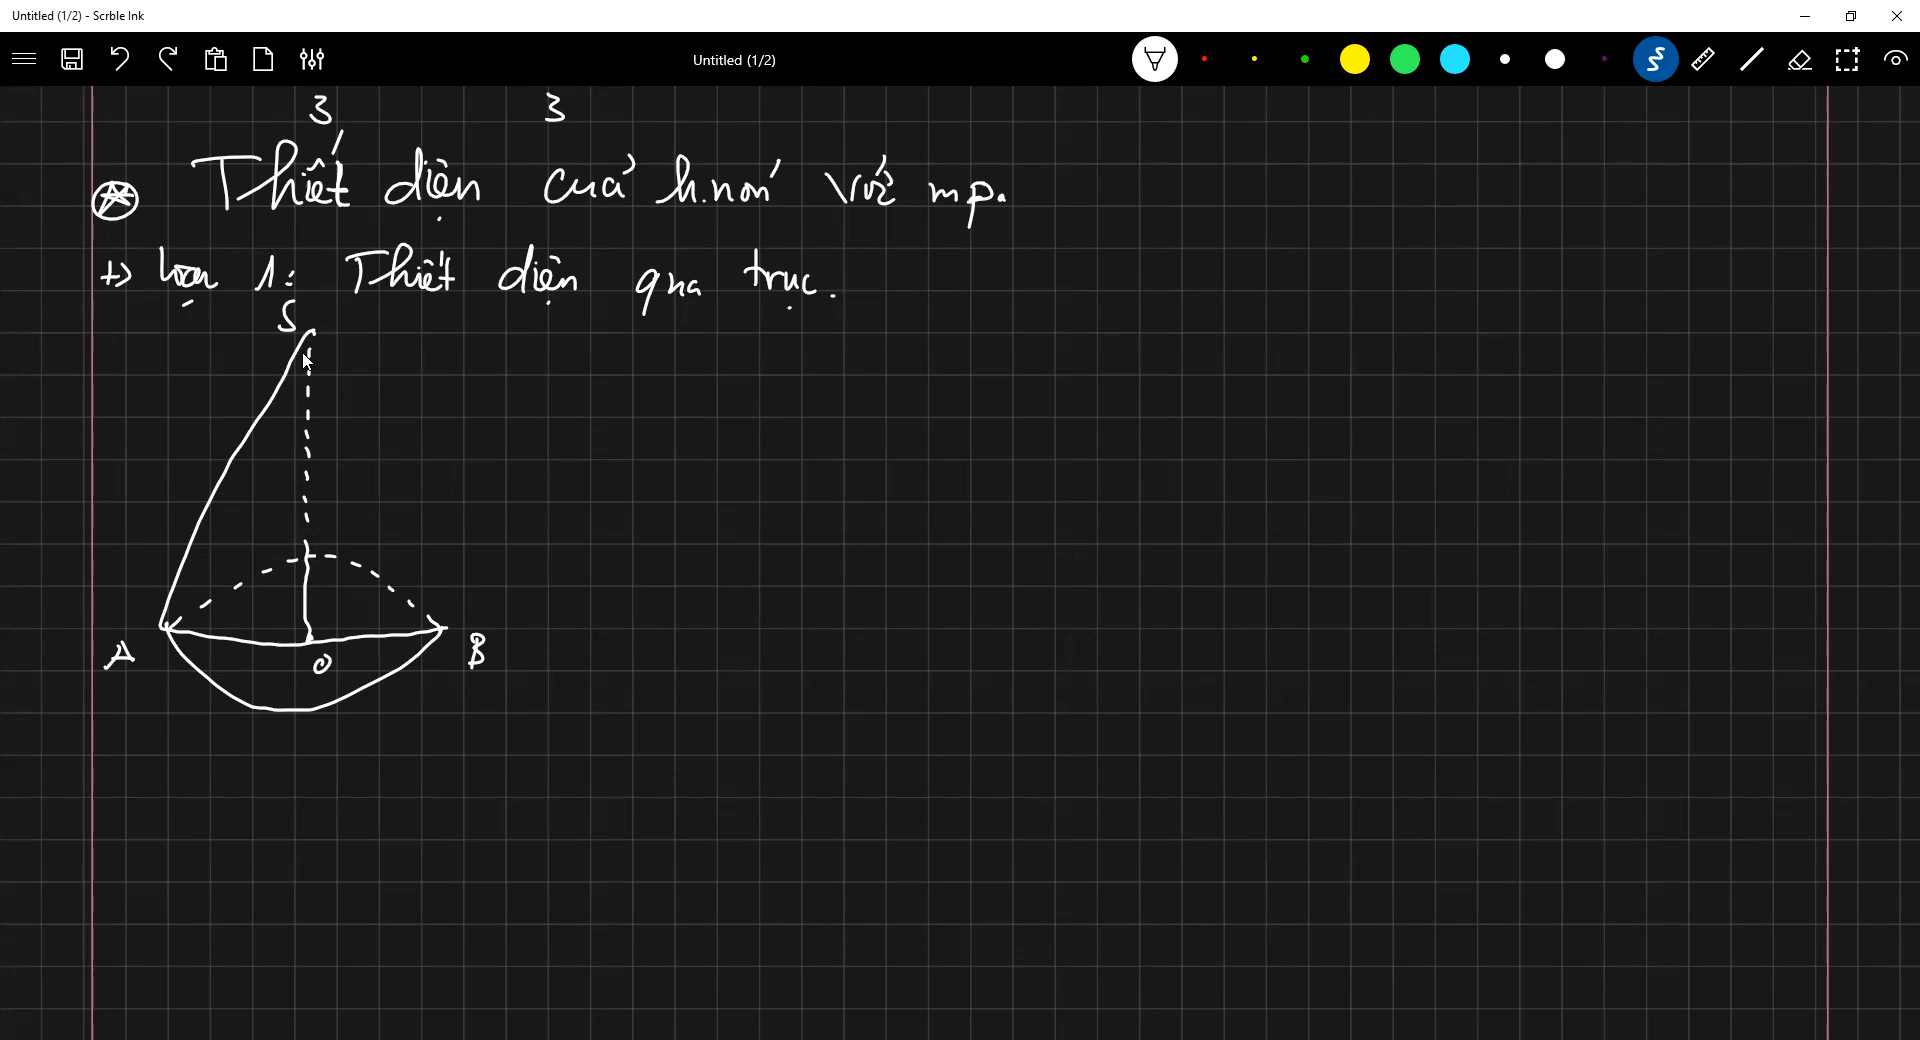 Untitled (1/2) - Scrble Ink
Untitled (1/2)
3 3
Thiết diện của h.nón với mp.
+> loại 1: Thiết diện qua trục.
S
A O B